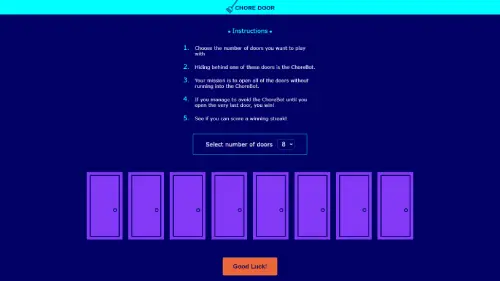 CHORE DOOR
• Instructions •
1. Choose the number of doors you want to play
with
2. Hiding behind one of these doors is the ChoreBot.
3. Your mission is to open all of the doors without
running into the ChoreBot.
4. If you manage to avoid the ChoreBot until you
open the very last door, you win!
5. See if you can score a winning streak!
Select number of doors 8
Good Luck!